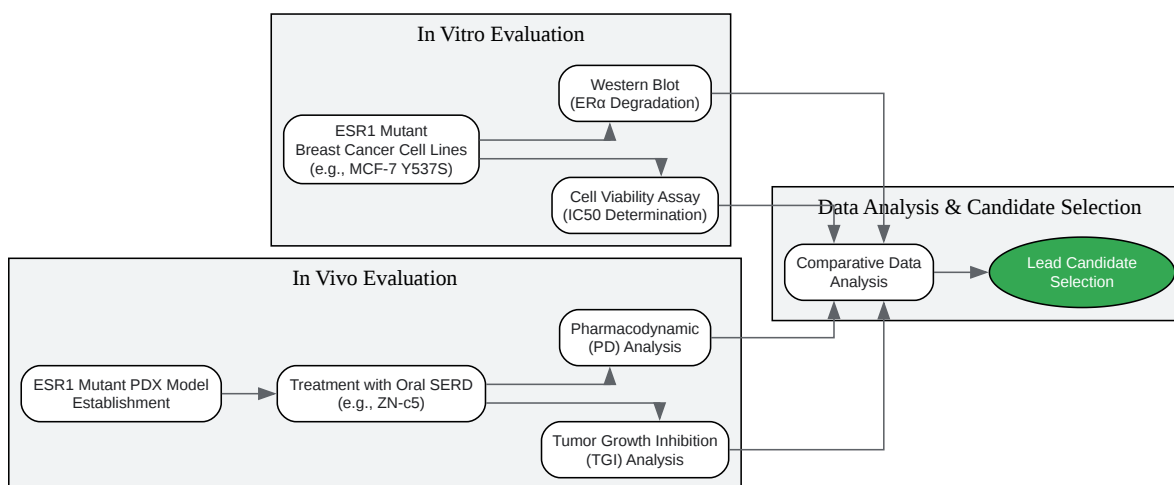 In Vitro Evaluation
Western Blot
(ERα Degradation)
ESR1 Mutant
Breast Cancer Cell Lines
(e.g., MCF-7 Y537S)
Cell Viability Assay
(IC50 Determination)
Data Analysis & Candidate Selection
Comparative Data
Analysis
Lead Candidate
Selection
In Vivo Evaluation
Pharmacodynamic
(PD) Analysis
ESR1 Mutant PDX Model
Establishment
Treatment with Oral SERD
(e.g., ZN-c5)
Tumor Growth Inhibition
(TGI) Analysis